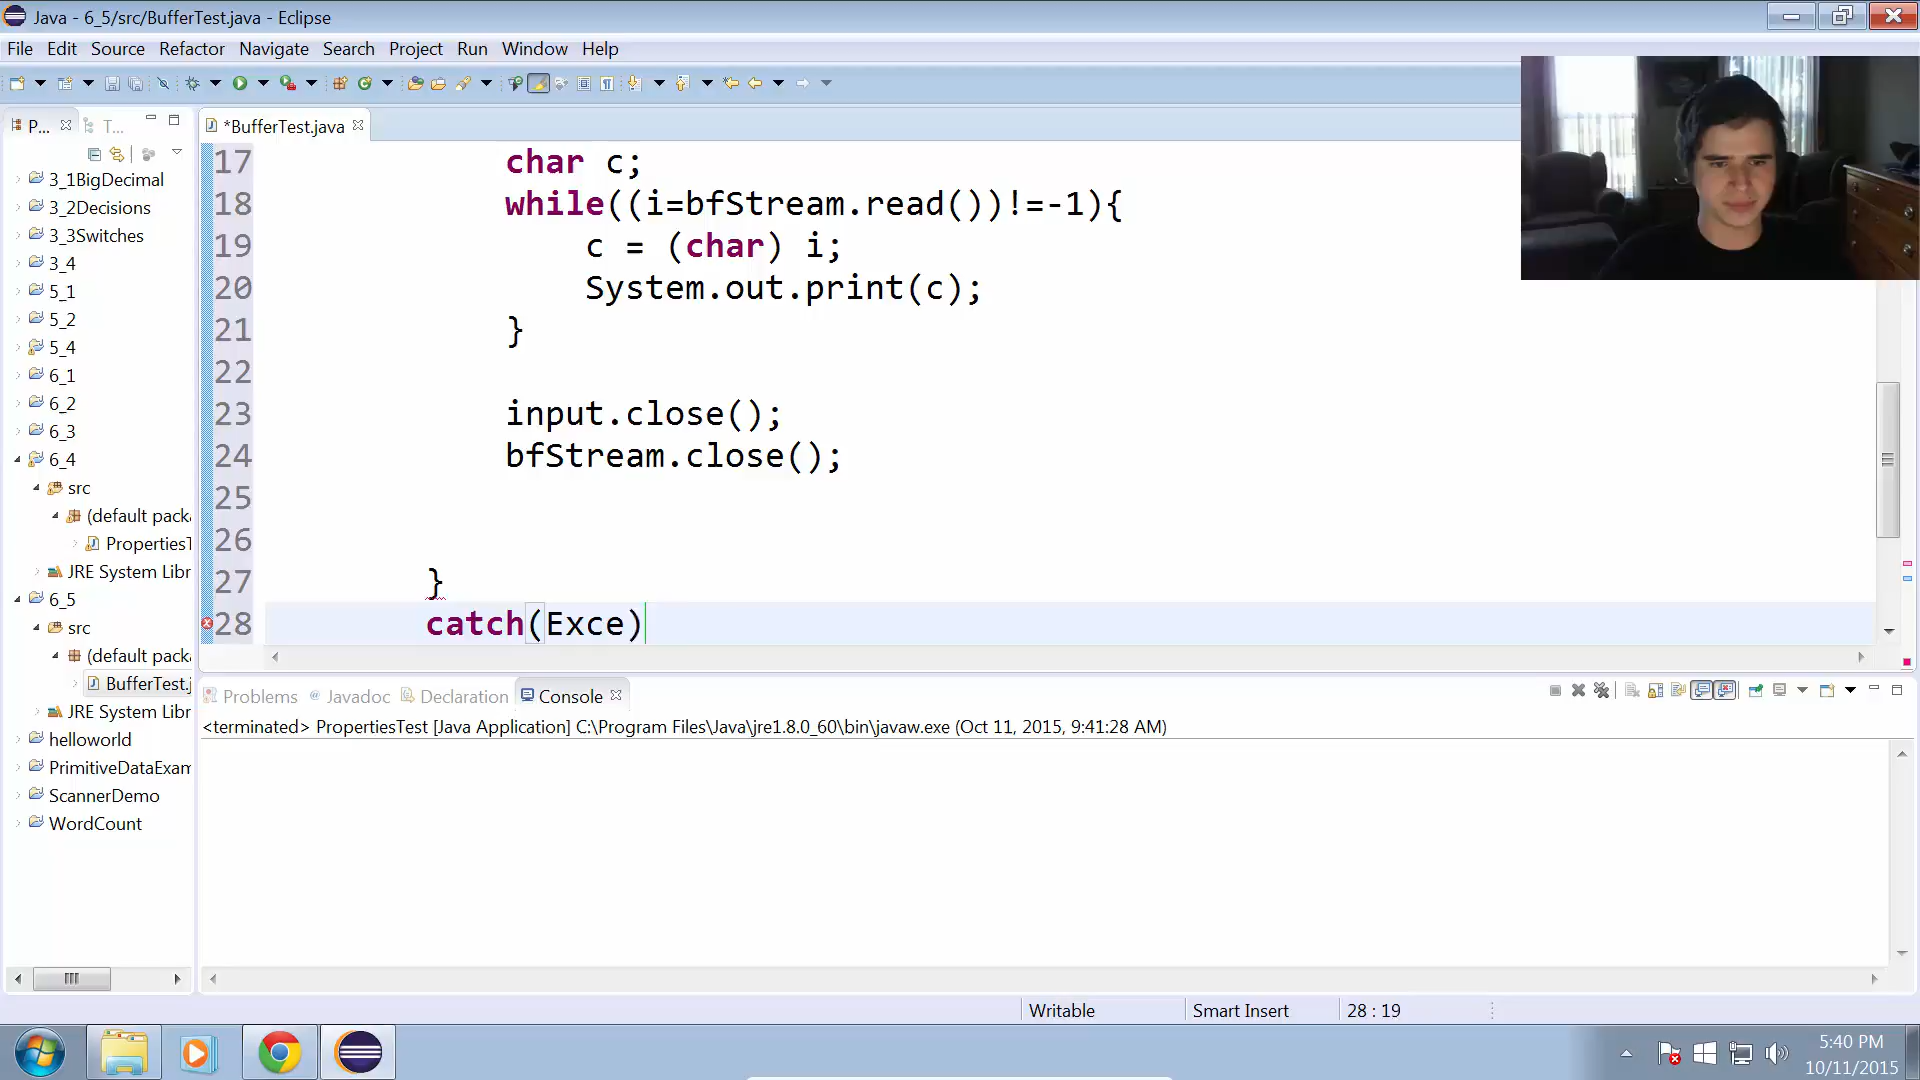 Java - 6_5/src/BufferTest.java - Eclipse
File Edit Source Refactor Navigate Search Project Run Window Help
P... T...
*BufferTest.java
3_1BigDecimal
3_2Decisions
3_3Switches
3_4
5_1
5_2
5_4
6_1
6_2
6_3
6_4
src
(default pack
PropertiesT
JRE System Libr
6_5
src
(default pack
BufferTest.j
JRE System Libr
helloworld
PrimitiveDataExam
ScannerDemo
WordCount
17 char c;
18 while((i=bfStream.read())!=-1){
19 c = (char) i;
20 System.out.print(c);
21 }
22
23 input.close();
24 bfStream.close();
25
26
27 }
28 catch(Exce)
Problems @ Javadoc Declaration Console
<terminated> PropertiesTest [Java Application] C:\Program Files\Java\jre1.8.0_60\bin\javaw.exe (Oct 11, 2015, 9:41:28 AM)
Writable Smart Insert 28 : 19
5:40 PM
10/11/2015